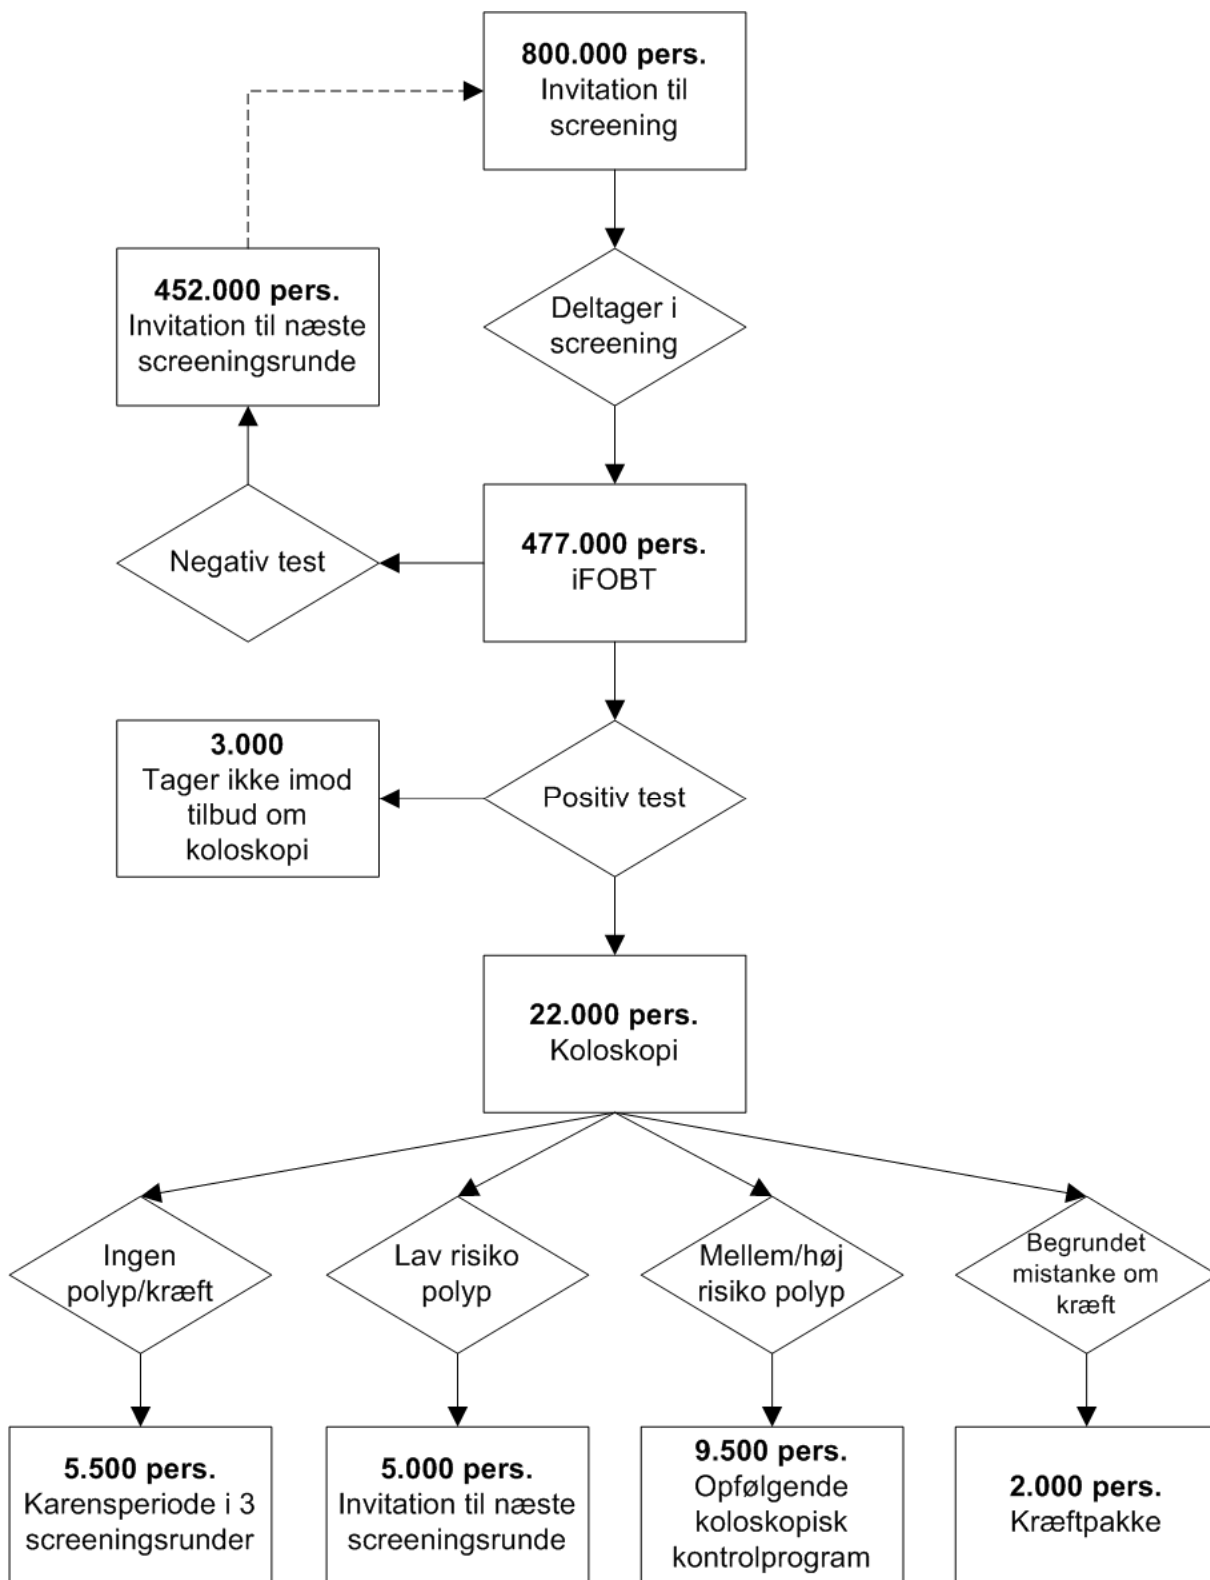 800.000 pers.
Invitation til
screening
452.000 pers.
Invitation til næste
screeningsrunde
Deltager i
screening
Negativ test
477.000 pers.
iFOBT
3.000
Tager ikke imod
tilbud om
koloskopi
Positiv test
22.000 pers.
Koloskopi
Ingen
polyp/kræft
Lav risiko
polyp
Mellem/høj
risiko polyp
Begrundet
mistanke om
kræft
5.500 pers.
Karensperiode i 3
screeningsrunder
5.000 pers.
Invitation til næste
screeningsrunde
9.500 pers.
Opfølgende
koloskopisk
kontrolprogram
2.000 pers.
Kræftpakke